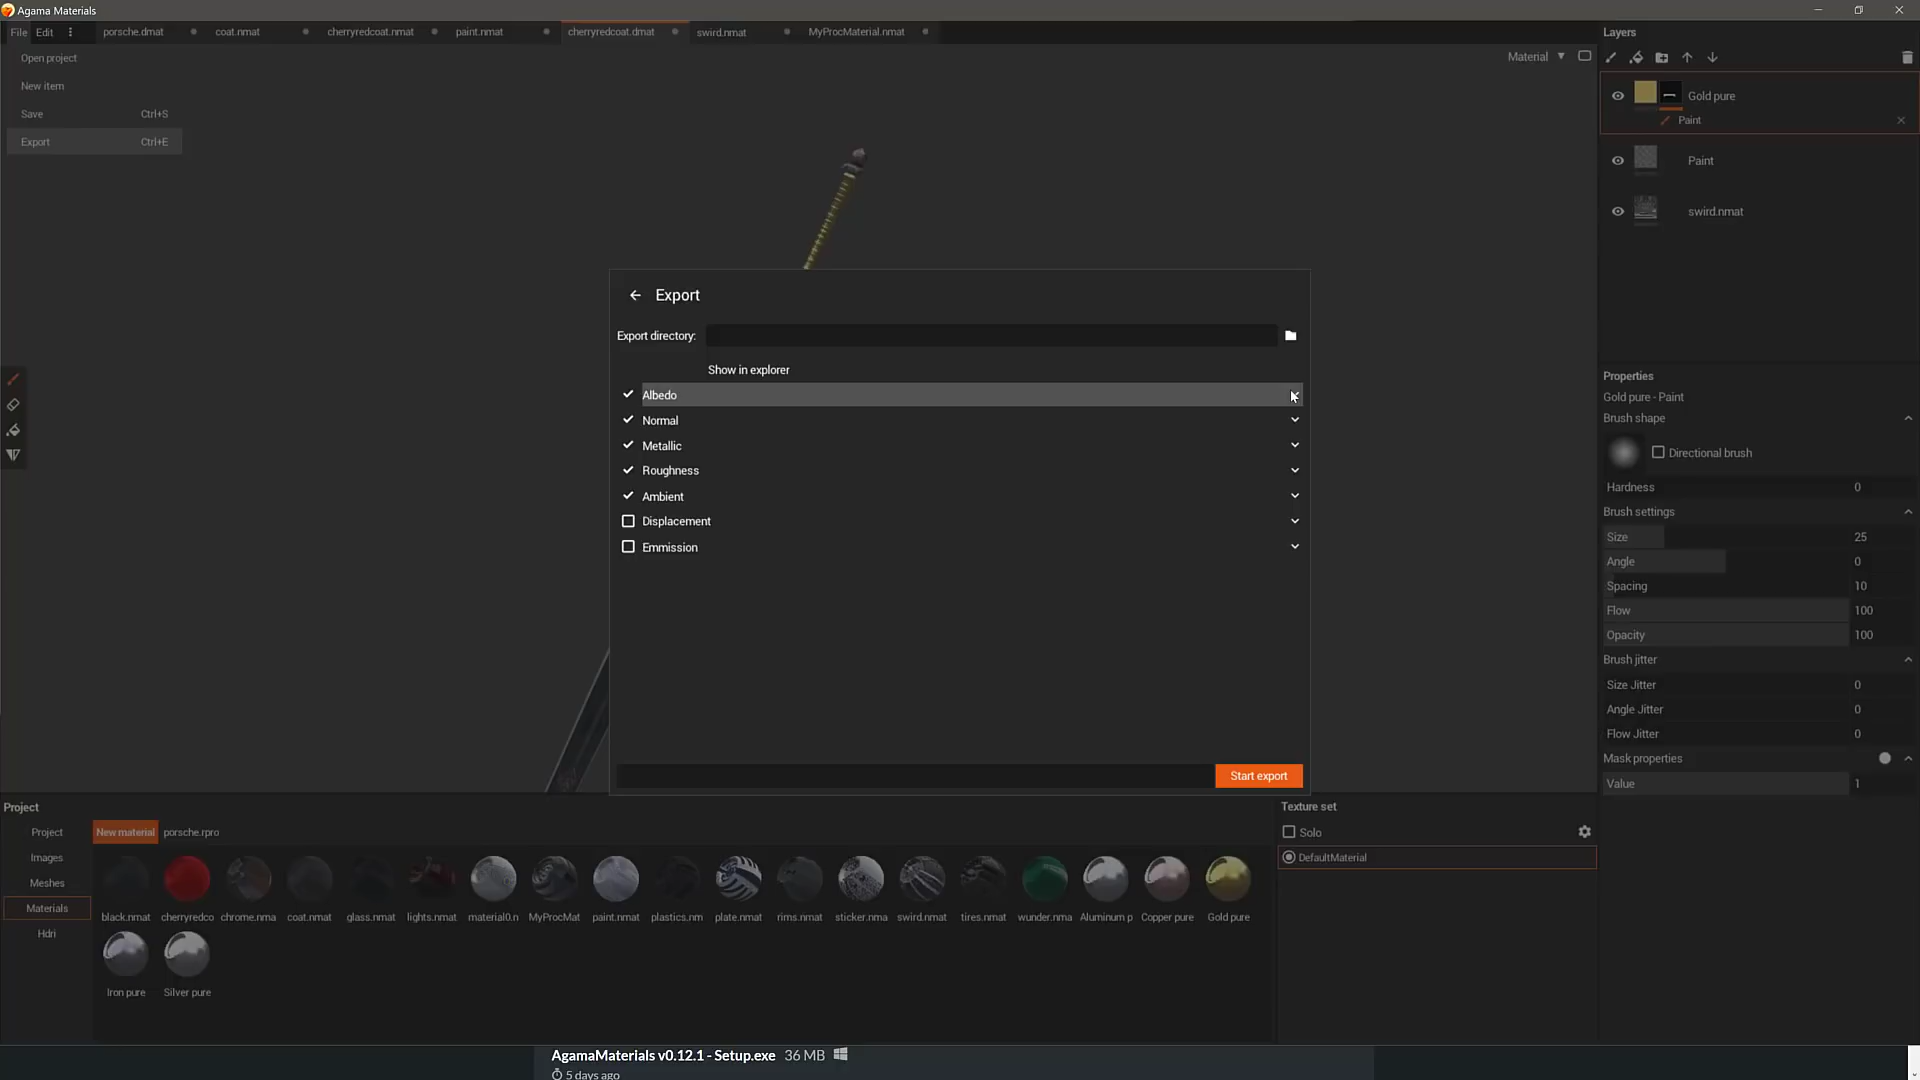 Agama Materials
File Edit porsche.dmat coat.nmat cherryredcoat.nmat paint.nmat cherryredcoat.dmat swird.nmat MyProcMaterial.nmat
Open project
New item
Save Ctrl+S
Export Ctrl+E
Material
Layers
Gold pure
Paint
Paint
swird.nmat
Export
Export directory:
Show in explorer
Albedo
Normal
Metallic
Roughness
Ambient
Displacement
Emmission
Start export
Properties
Gold pure - Paint
Brush shape
Directional brush
Hardness 0
Brush settings
Size 25
Angle 0
Spacing 10
Flow 100
Opacity 100
Brush jitter
Size Jitter 0
Angle Jitter 0
Flow Jitter 0
Mask properties
Value 1
Project
Project
Images
Meshes
Materials
Hdri
New material porsche.rpro
black.nmat cherryredco chrome.nma coat.nmat glass.nmat lights.nmat material0.n MyProcMat paint.nmat plastics.nm plate.nmat rims.nmat sticker.nma swird.nmat tires.nmat wunder.nma Aluminum p Copper pure Gold pure
Iron pure Silver pure
Texture set
Solo
DefaultMaterial
AgamaMaterials v0.12.1 - Setup.exe 36 MB
5 days ago